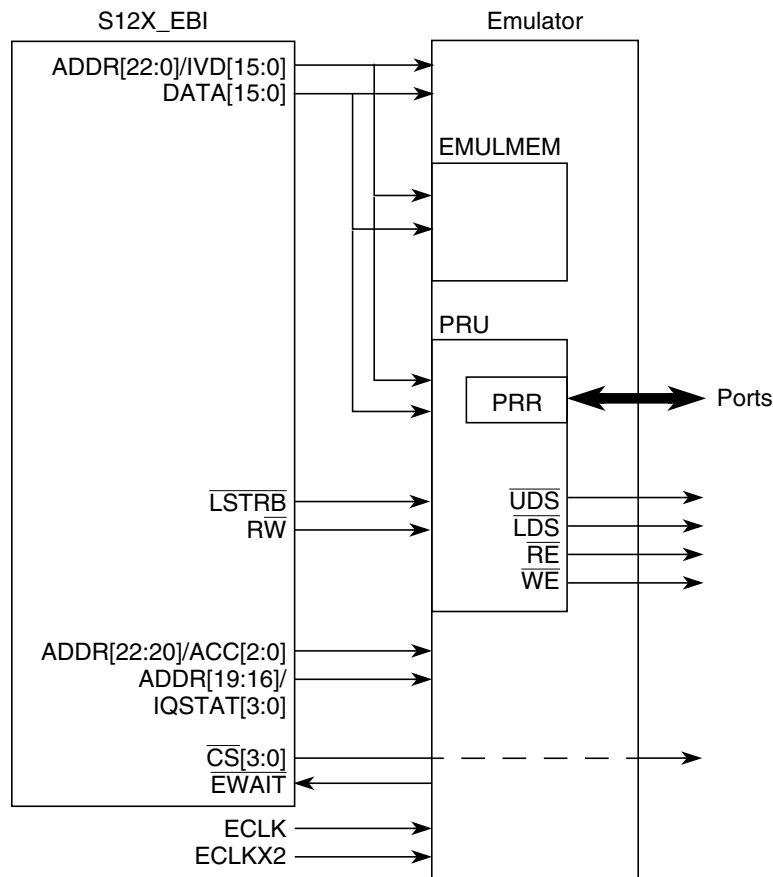 S12X_EBI
Emulator
ADDR[22:0]/IVD[15:0]
DATA[15:0]
EMULMEM
PRU
PRR
Ports
LSTRB
RW
UDS
LDS
RE
WE
ADDR[22:20]/ACC[2:0]
ADDR[19:16]/
IQSTAT[3:0]
CS[3:0]
EWAIT
ECLK
ECLKX2